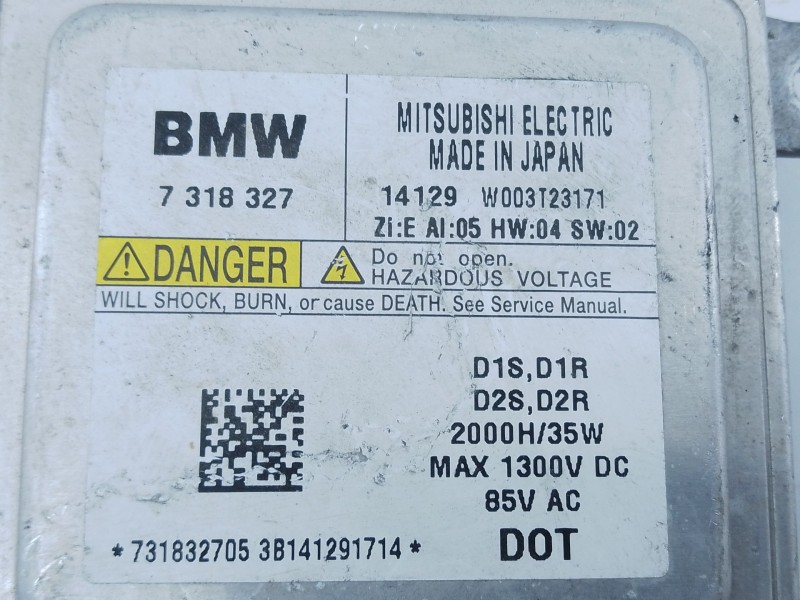 BMW
7 318 327
MITSUBISHI ELECTRIC
MADE IN JAPAN
14129 W003T23171
Zi:E AI:05 HW:04 SW:02
DANGER
Do not open.
HAZARDOUS VOLTAGE
WILL SHOCK, BURN, or cause DEATH. See Service Manual.
D1S,D1R
D2S,D2R
2000H/35W
MAX 1300V DC
85V AC
*731832705 3B141291714*
DOT